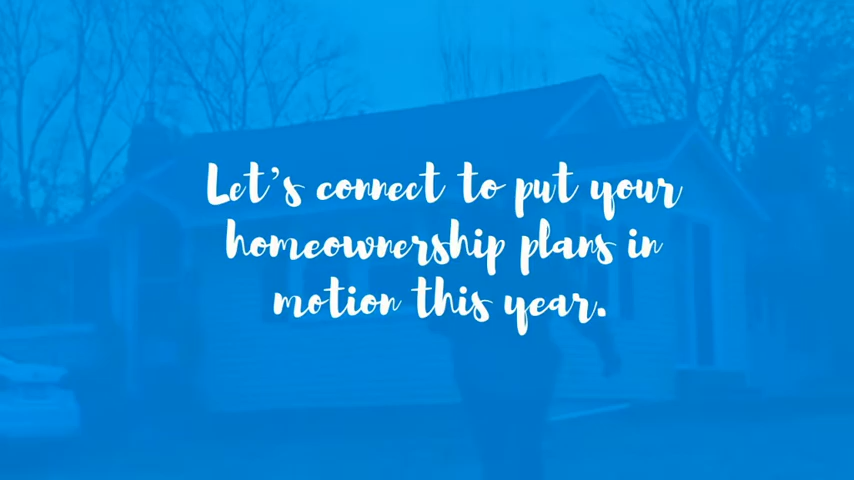 Let's connect to put your
homeownership plans in
motion this year.